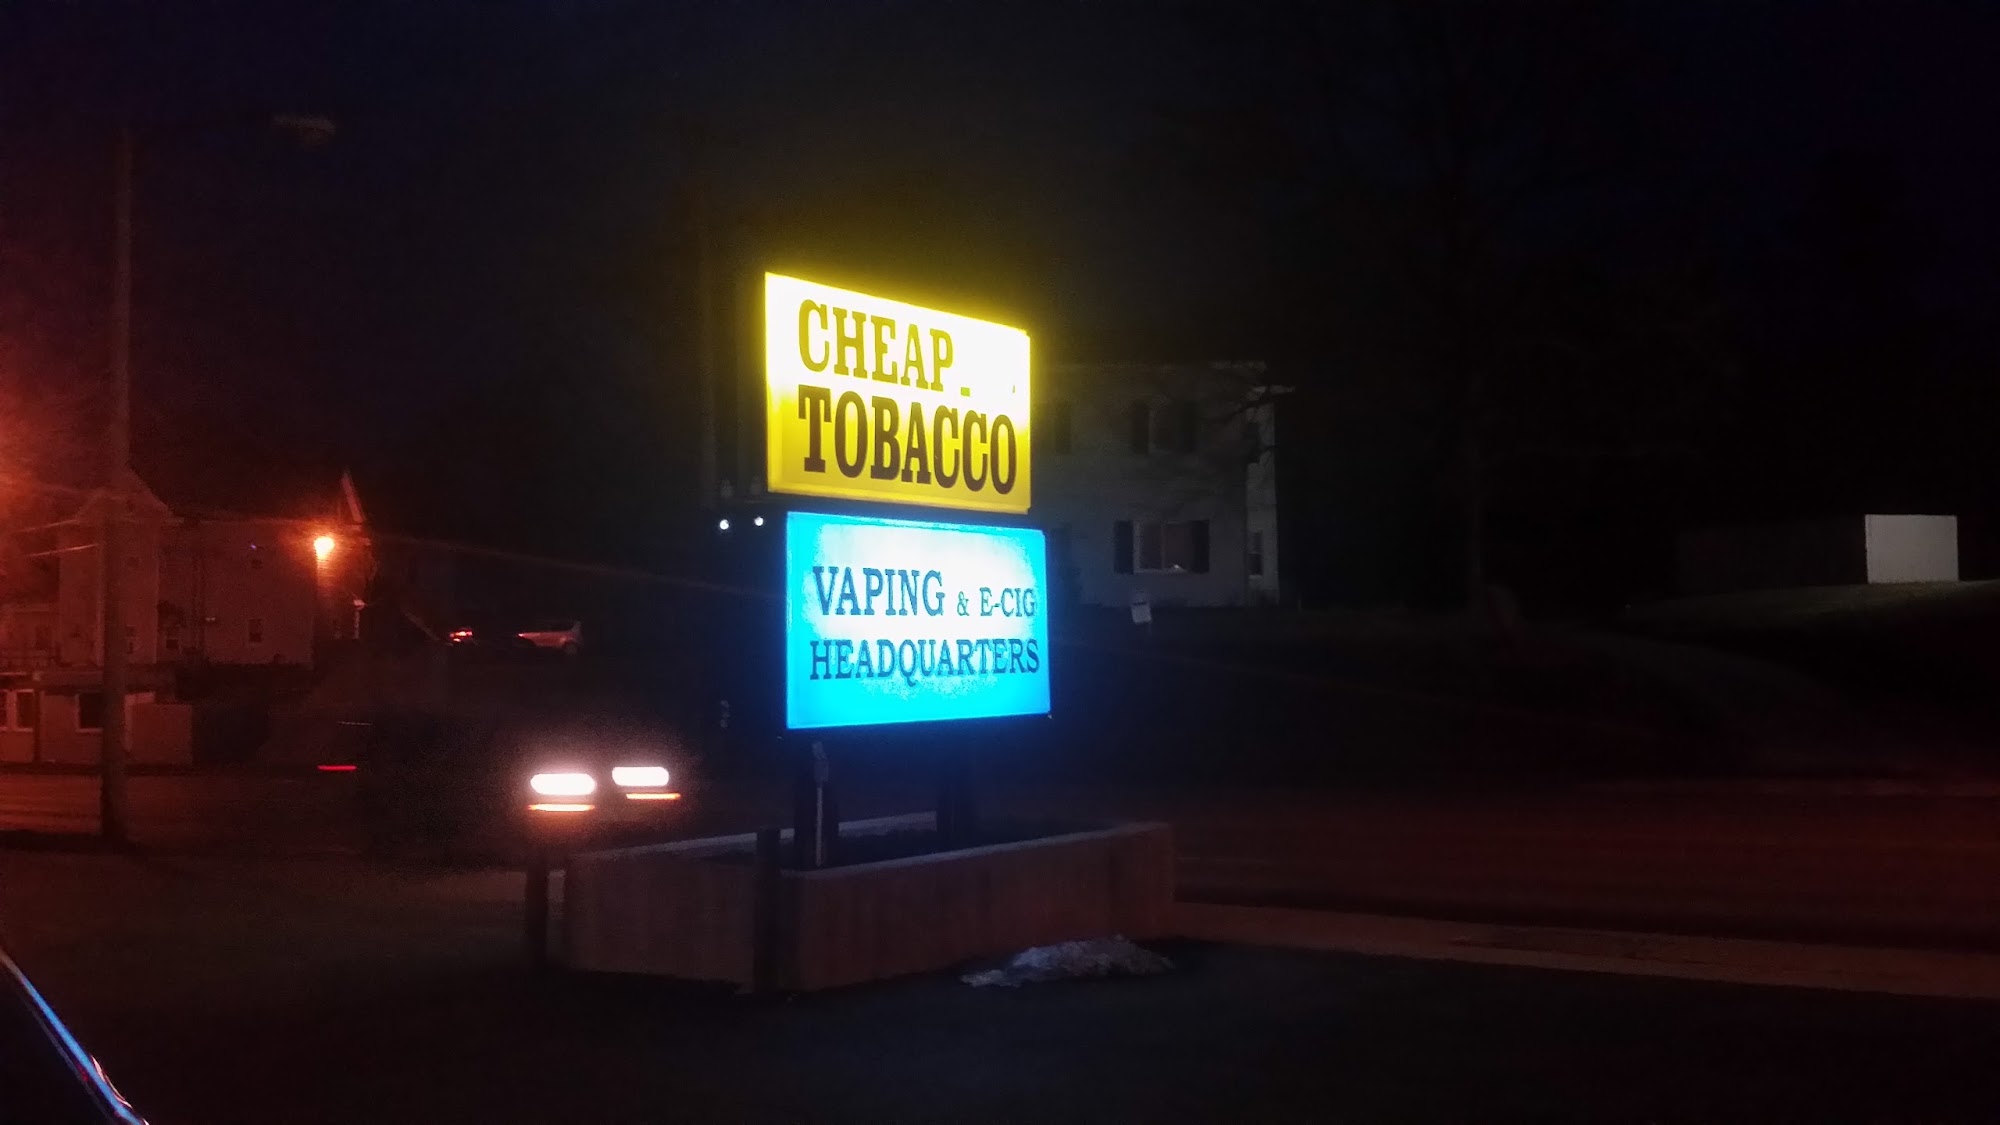 CHEAP
TOBACCO
VAPING & E-CIG
HEADQUARTERS